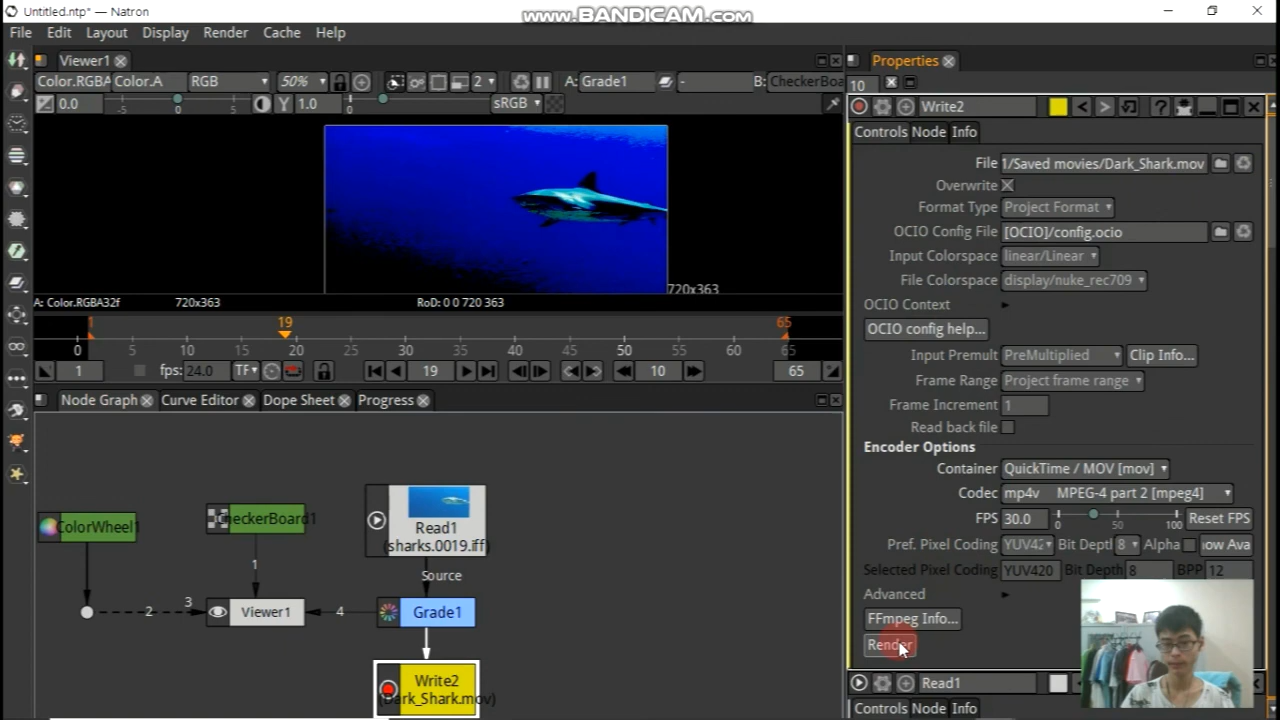 Untitled.ntp* — Natron
www.BANDICAM.com
File Edit Layout Display Render Cache Help
Viewer1
Properties
Color.RGBA Color.A RGB 50% 2 A: Grade1 - B: CheckerBoa
10
0.0 -5 0 5 Y 1.0 0 sRGB
Write2
Controls Node Info
File 1/Saved movies/Dark_Shark.mov
Overwrite
Format Type Project Format
OCIO Config File [OCIO]/config.ocio
Input Colorspace linear/Linear
File Colorspace display/nuke_rec709
720x363
A: Color.RGBA32f 720x363 RoD: 0 0 720 363
OCIO Context
OCIO config help...
1 19 65
0 5 10 15 20 25 30 35 40 45 50 55 60 65
Input Premult PreMultiplied Clip Info...
1 fps: 24.0 TF 19 10 65
Frame Range Project frame range
Node Graph Curve Editor Dope Sheet Progress
Frame Increment 1
Read back file
Encoder Options
Container QuickTime / MOV [mov]
Codec mp4v MPEG-4 part 2 [mpeg4]
FPS 30.0 0 50 100 Reset FPS
Pref. Pixel Coding YUV42 Bit Depth 8 Alpha ow Ava
Selected Pixel Coding YUV420 Bit Depth 8 BPP 12
Advanced
FFmpeg Info...
Render
ColorWheel1
CheckerBoard1
Read1
(sharks.0019.iff)
Source
1
2 3 Viewer1 4 Grade1
Write2
(Dark_Shark.mov)
Read1
Controls Node Info